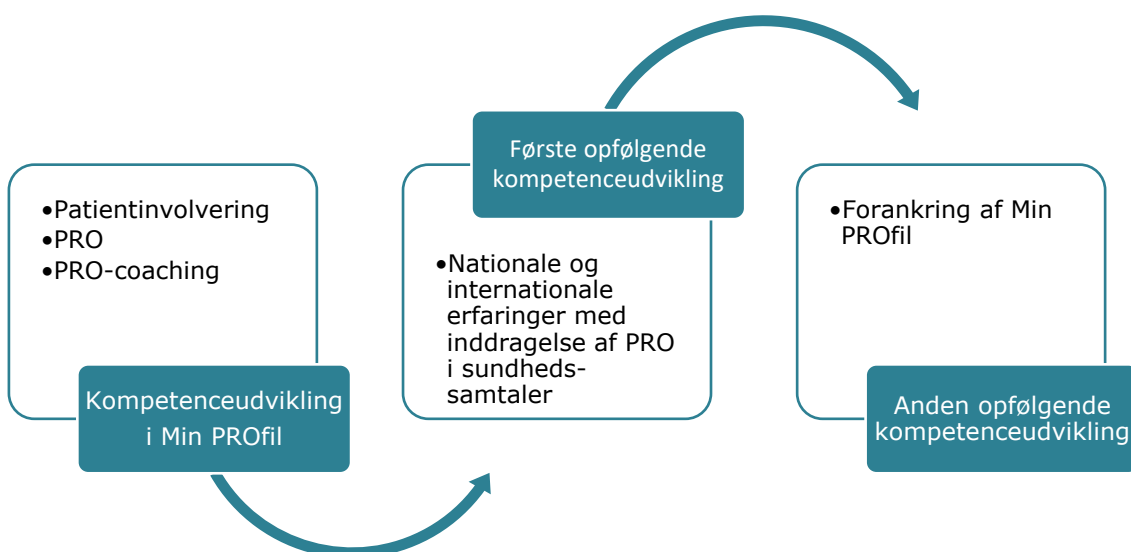 •Patientinvolvering
•PRO
•PRO-coaching
Kompetenceudvikling
i Min PROfil
Første opfølgende
kompetenceudvikling
•Nationale og
internationale
erfaringer med
inddragelse af PRO
i sundheds-
samtaler
•Forankring af Min
PROfil
Anden opfølgende
kompetenceudvikling